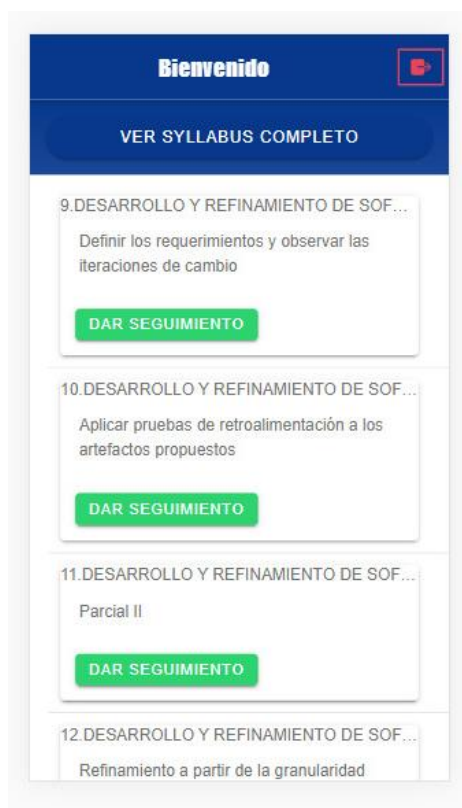 Bienvenido
VER SYLLABUS COMPLETO
9.DESARROLLO Y REFINAMIENTO DE SOF...
Definir los requerimientos y observar las
iteraciones de cambio
DAR SEGUIMIENTO
10.DESARROLLO Y REFINAMIENTO DE SOF...
Aplicar pruebas de retroalimentación a los
artefactos propuestos
DAR SEGUIMIENTO
11.DESARROLLO Y REFINAMIENTO DE SOF...
Parcial II
DAR SEGUIMIENTO
12.DESARROLLO Y REFINAMIENTO DE SOF...
Refinamiento a partir de la granularidad